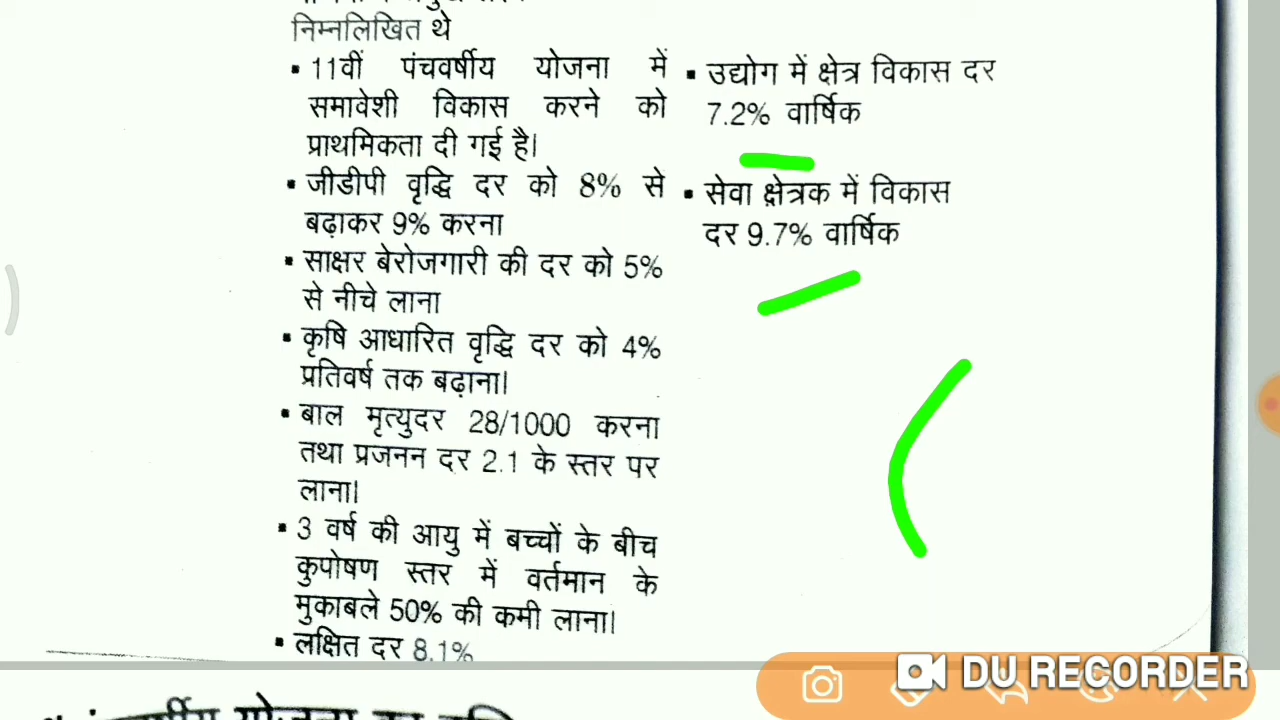 निम्नलिखित थे
▪ 11वीं पंचवर्षीय योजना में
समावेशी विकास करने को
प्राथमिकता दी गई है।
▪ जीडीपी वृद्धि दर को 8% से
बढ़ाकर 9% करना
▪ साक्षर बेरोजगारी की दर को 5%
से नीचे लाना
▪ कृषि आधारित वृद्धि दर को 4%
प्रतिवर्ष तक बढ़ाना।
▪ बाल मृत्युदर 28/1000 करना
तथा प्रजनन दर 2.1 के स्तर पर
लाना।
▪ 3 वर्ष की आयु में बच्चों के बीच
कुपोषण स्तर में वर्तमान के
मुकाबले 50% की कमी लाना।
▪ लक्षित दर 8.1%
▪ उद्योग में क्षेत्र विकास दर
7.2% वार्षिक
▪ सेवा क्षेत्रक में विकास
दर 9.7% वार्षिक
पंचवर्षीय योजना
DU RECORDER